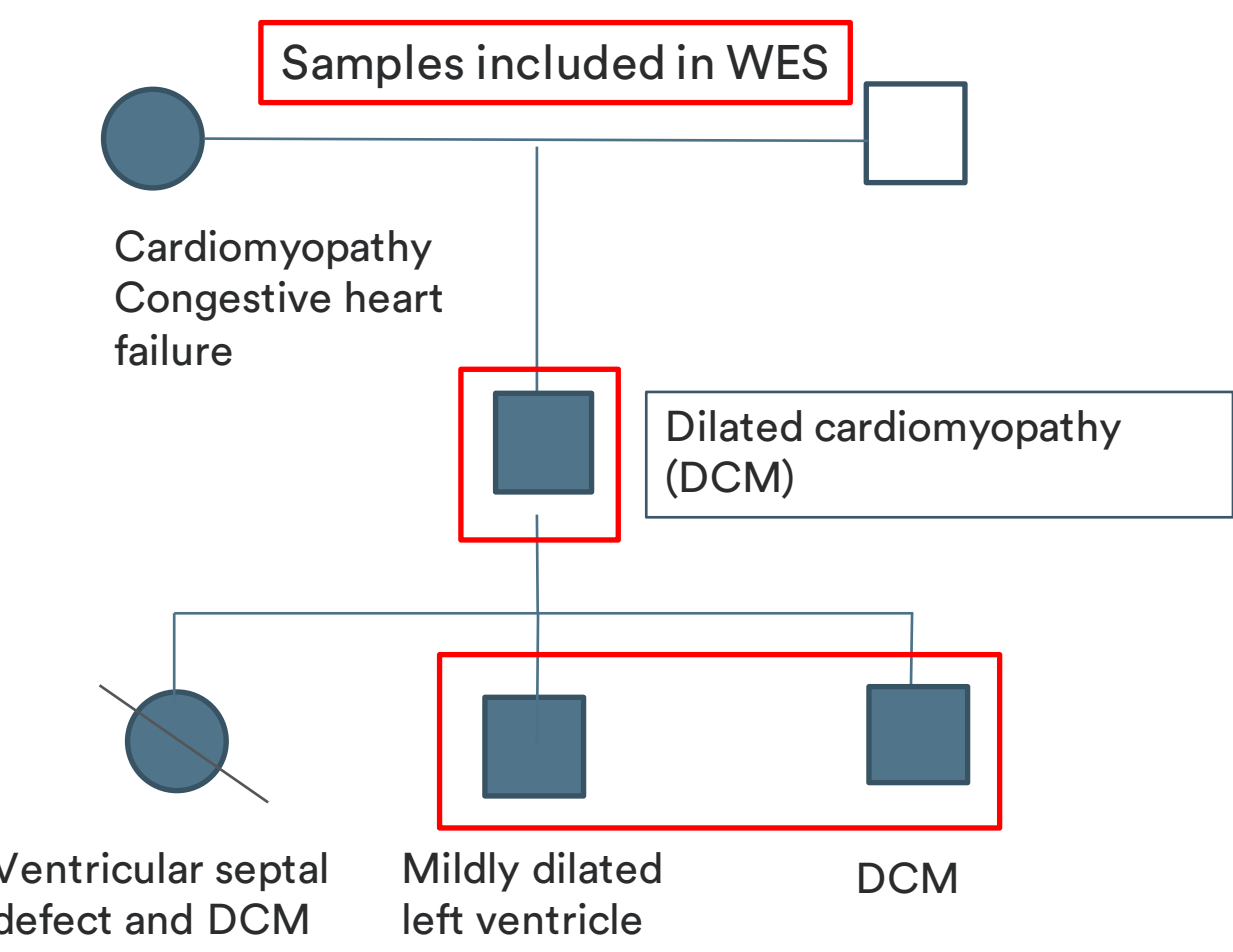 Samples included in WES
Cardiomyopathy
Congestive heart
failure
Dilated cardiomyopathy
(DCM)
Ventricular septal
defect and DCM
Mildly dilated
left ventricle
DCM